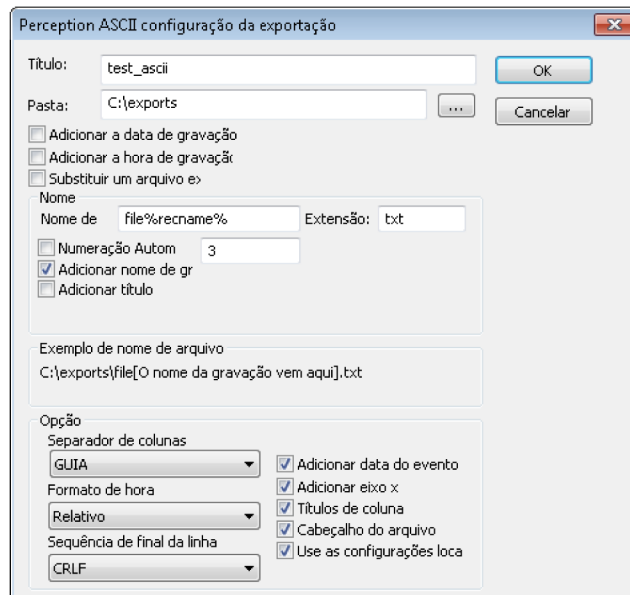 Perception ASCII configuração da exportação
Título:
test_ascii
OK
Pasta:
C:\exports
...
Cancelar
Adicionar a data de gravação
Adicionar a hora de gravaçã
Substituir um arquivo e
Nome
Nome de
file%recname%
Extensão:
txt
Numeração Autom
3
Adicionar nome de gr
Adicionar título
Exemplo de nome de arquivo
C:\exports\file[O nome da gravação vem aqui].txt
Opção
Separador de colunas
GUIA
Adicionar data do evento
Formato de hora
Adicionar eixo x
Relativo
Títulos de coluna
Cabeçalho do arquivo
Sequência de final da linha
Use as configurações loca
CRLF